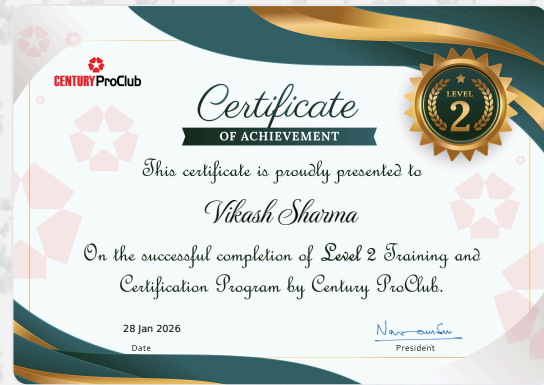 CENTURY ProClub
LEVEL
2
Certificate
OF ACHIEVEMENT
This certificate is proudly presented to
Vikash Sharma
On the successful completion of Level 2 Training and
Certification Program by Century ProClub.
28 Jan 2026
Date
President